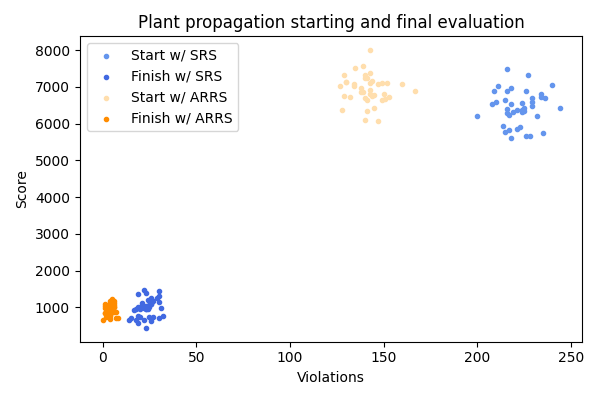 Plant propagation starting and final evaluation
Start w/ SRS
Finish w/ SRS
Start w/ ARRS
Finish w/ ARRS
Score
8000
7000
6000
5000
4000
3000
2000
1000
0 50 100 150 200 250
Violations